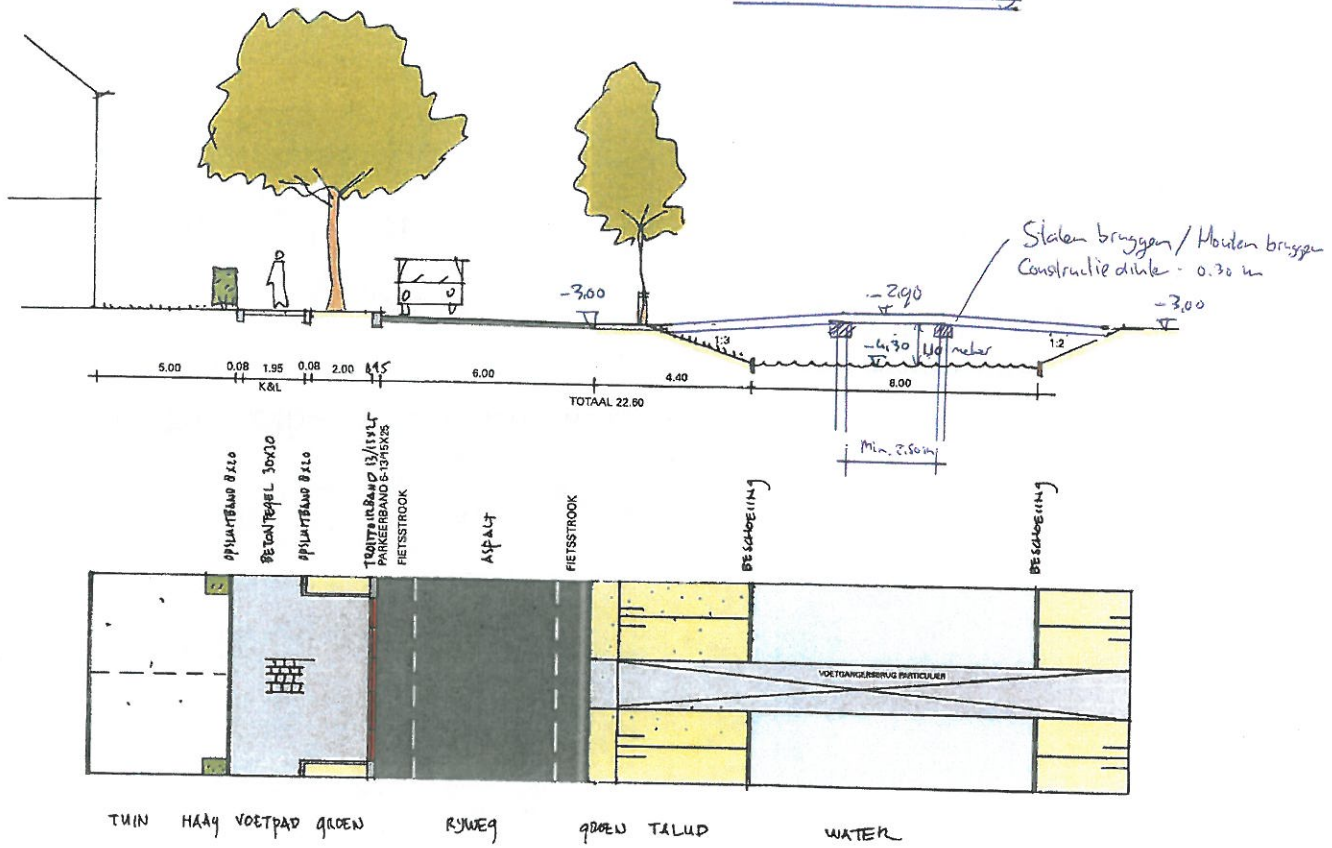 Stalen bruggen / Houten bruggen
Constructie dikte - 0.30 m
-3,00
-2,90
-3,00
1:3
-4,30
1,10 meter
1:2
5.00
0.08
1.95
0.08
2.00
6.00
4.40
8.00
K&L
TOTAAL 22.60
Min. 2.50m
OPSLUITBAND 8X20
BETONTEGEL 30X30
OPSLUITBAND 8X20
TROTTOIRBAND 13/15X25
PARKEERBAND 6-13/15X25
FIETSSTROOK
ASFALT
FIETSSTROOK
BESCHOEIING
BESCHOEIING
VOETGANGERSBRUG PARTICULIER
TUIN
HAAG
VOETPAD
GROEN
RYWEG
GROEN
TALUD
WATER